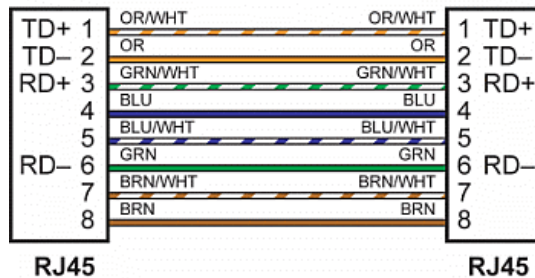 OR/WHT OR/WHT
TD+ 1 1 TD+
OR OR
TD– 2 2 TD–
GRN/WHT GRN/WHT
RD+ 3 3 RD+
BLU BLU
4 4
BLU/WHT BLU/WHT
5 5
GRN GRN
RD– 6 6 RD–
BRN/WHT BRN/WHT
7 7
BRN BRN
8 8
RJ45 RJ45